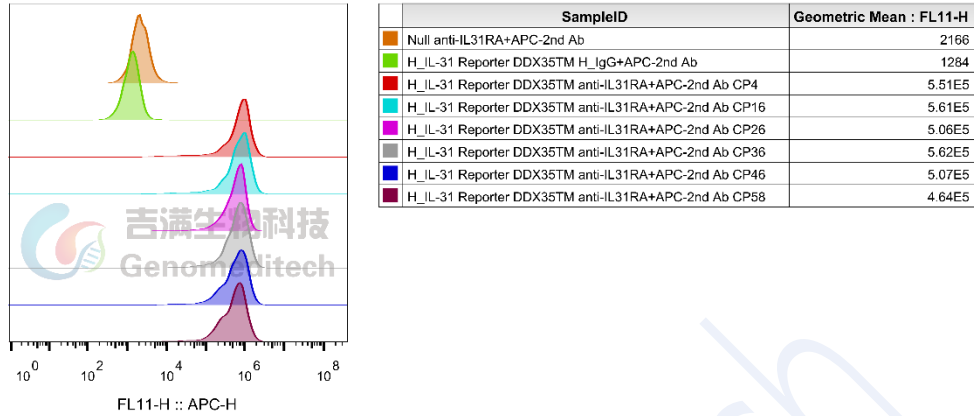 SampleID Geometric Mean : FL11-H
Null anti-IL31RA+APC-2nd Ab 2166
H_IL-31 Reporter DDX35TM H_IgG+APC-2nd Ab 1284
H_IL-31 Reporter DDX35TM anti-IL31RA+APC-2nd Ab CP4 5.51E5
H_IL-31 Reporter DDX35TM anti-IL31RA+APC-2nd Ab CP16 5.61E5
H_IL-31 Reporter DDX35TM anti-IL31RA+APC-2nd Ab CP26 5.06E5
H_IL-31 Reporter DDX35TM anti-IL31RA+APC-2nd Ab CP36 5.62E5
H_IL-31 Reporter DDX35TM anti-IL31RA+APC-2nd Ab CP46 5.07E5
H_IL-31 Reporter DDX35TM anti-IL31RA+APC-2nd Ab CP58 4.64E5
吉满生物科技
Genomeditech
10^0 10^2 10^4 10^6 10^8
FL11-H :: APC-H